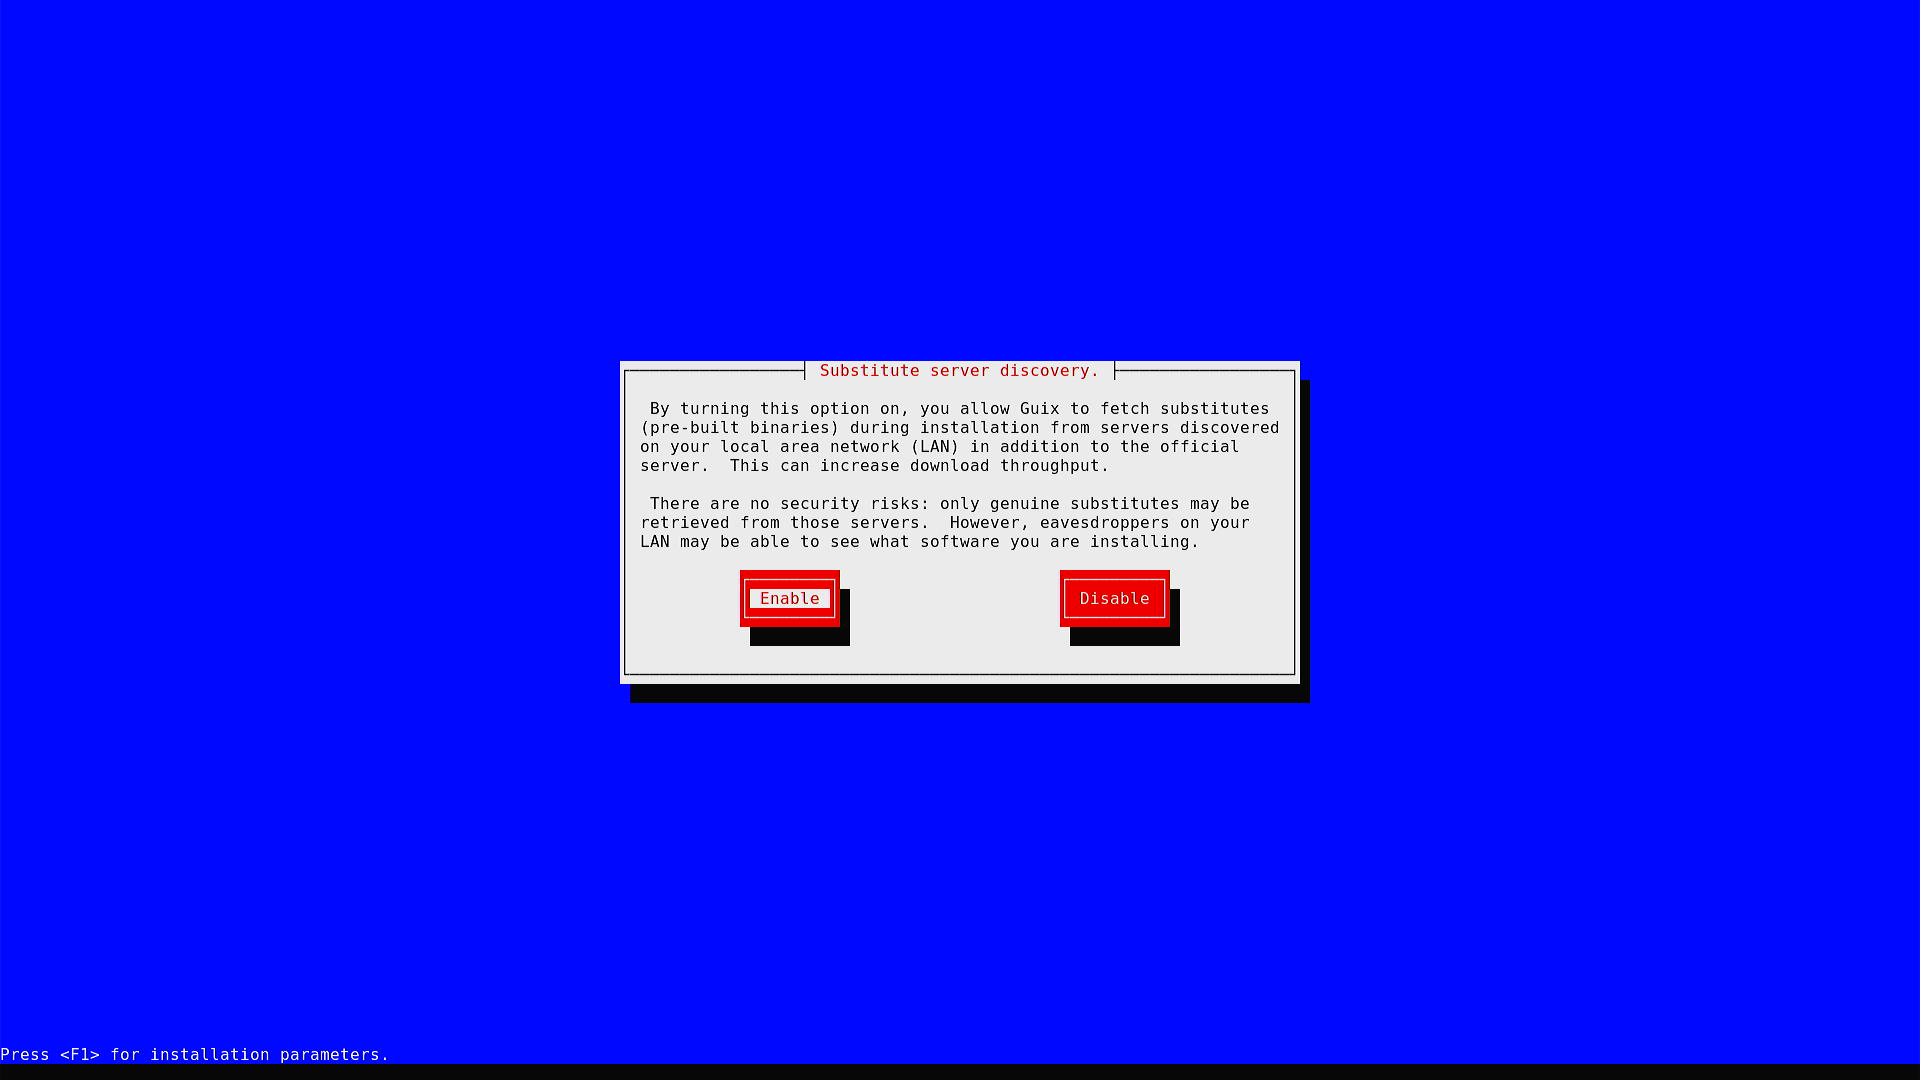 Substitute server discovery.
By turning this option on, you allow Guix to fetch substitutes
(pre-built binaries) during installation from servers discovered
on your local area network (LAN) in addition to the official
server.  This can increase download throughput.
There are no security risks: only genuine substitutes may be
retrieved from those servers.  However, eavesdroppers on your
LAN may be able to see what software you are installing.
Enable Disable
Press <F1> for installation parameters.